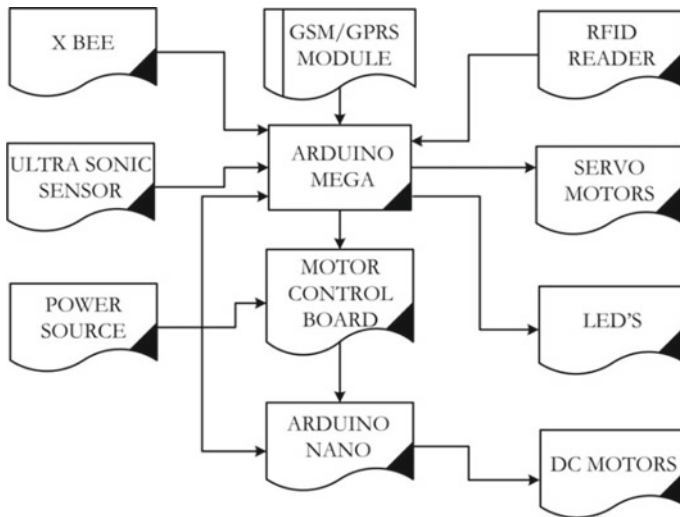 X BEE
GSM/GPRS
MODULE
RFID
READER
ULTRA SONIC
SENSOR
ARDUINO
MEGA
SERVO
MOTORS
POWER
SOURCE
MOTOR
CONTROL
BOARD
LED'S
ARDUINO
NANO
DC MOTORS